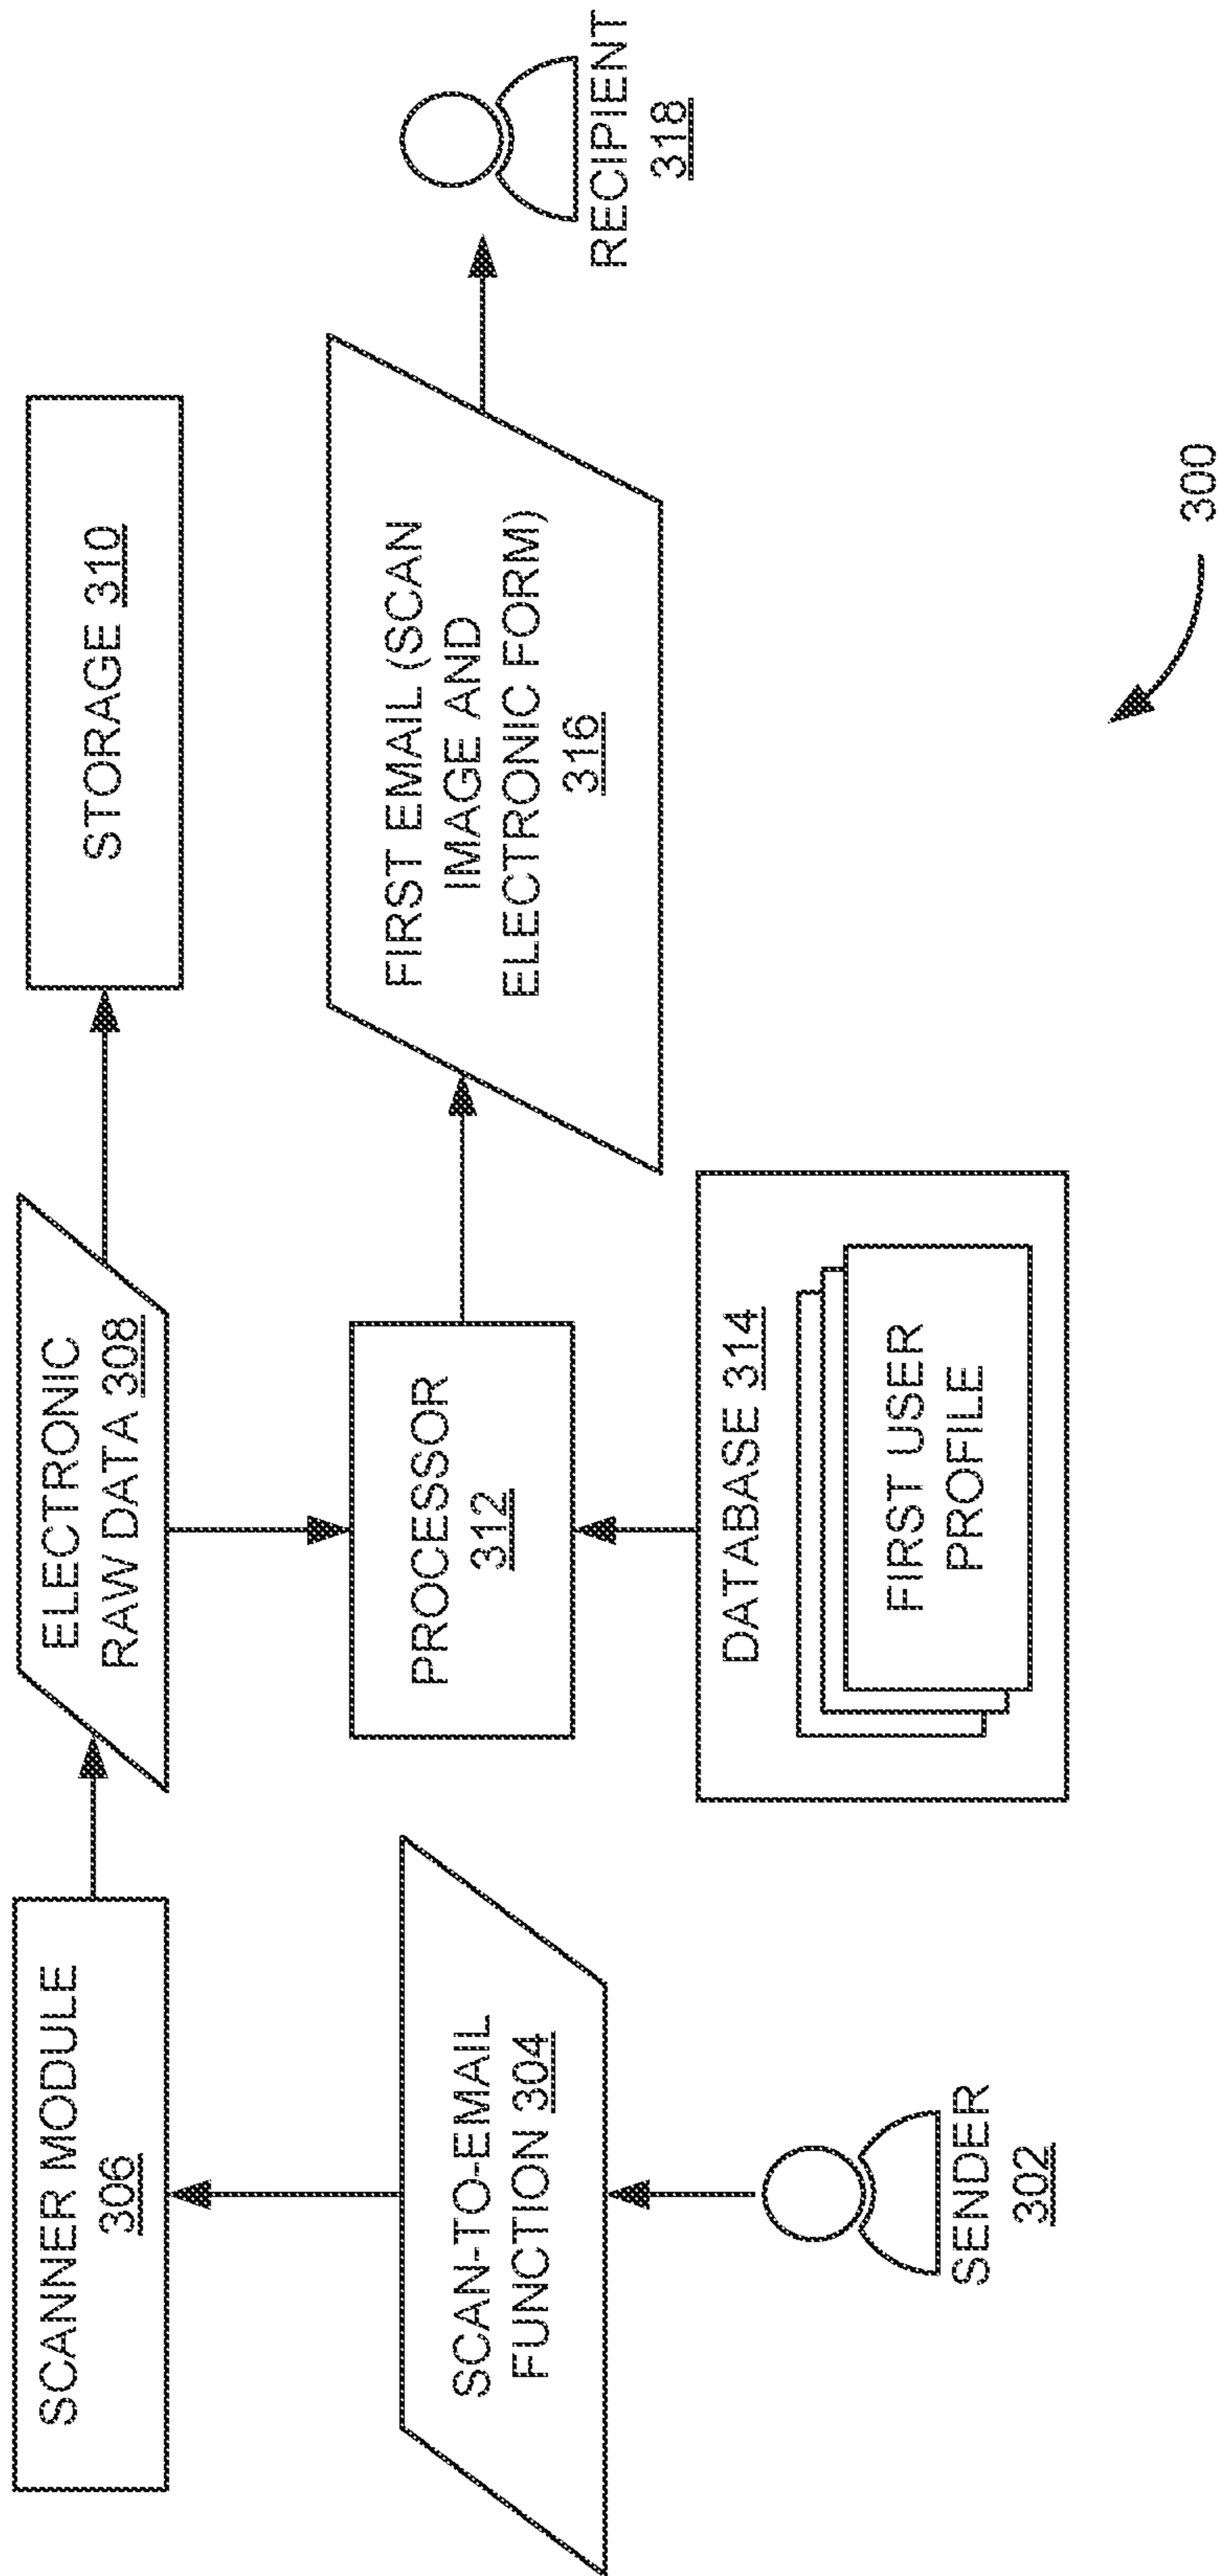 SCANNER MODULE
306
ELECTRONIC
RAW DATA 308
STORAGE 310
SCAN-TO-EMAIL
FUNCTION 304
PROCESSOR
312
FIRST EMAIL (SCAN
IMAGE AND
ELECTRONIC FORM)
316
RECIPIENT
318
SENDER
302
DATABASE 314
FIRST USER
PROFILE
300